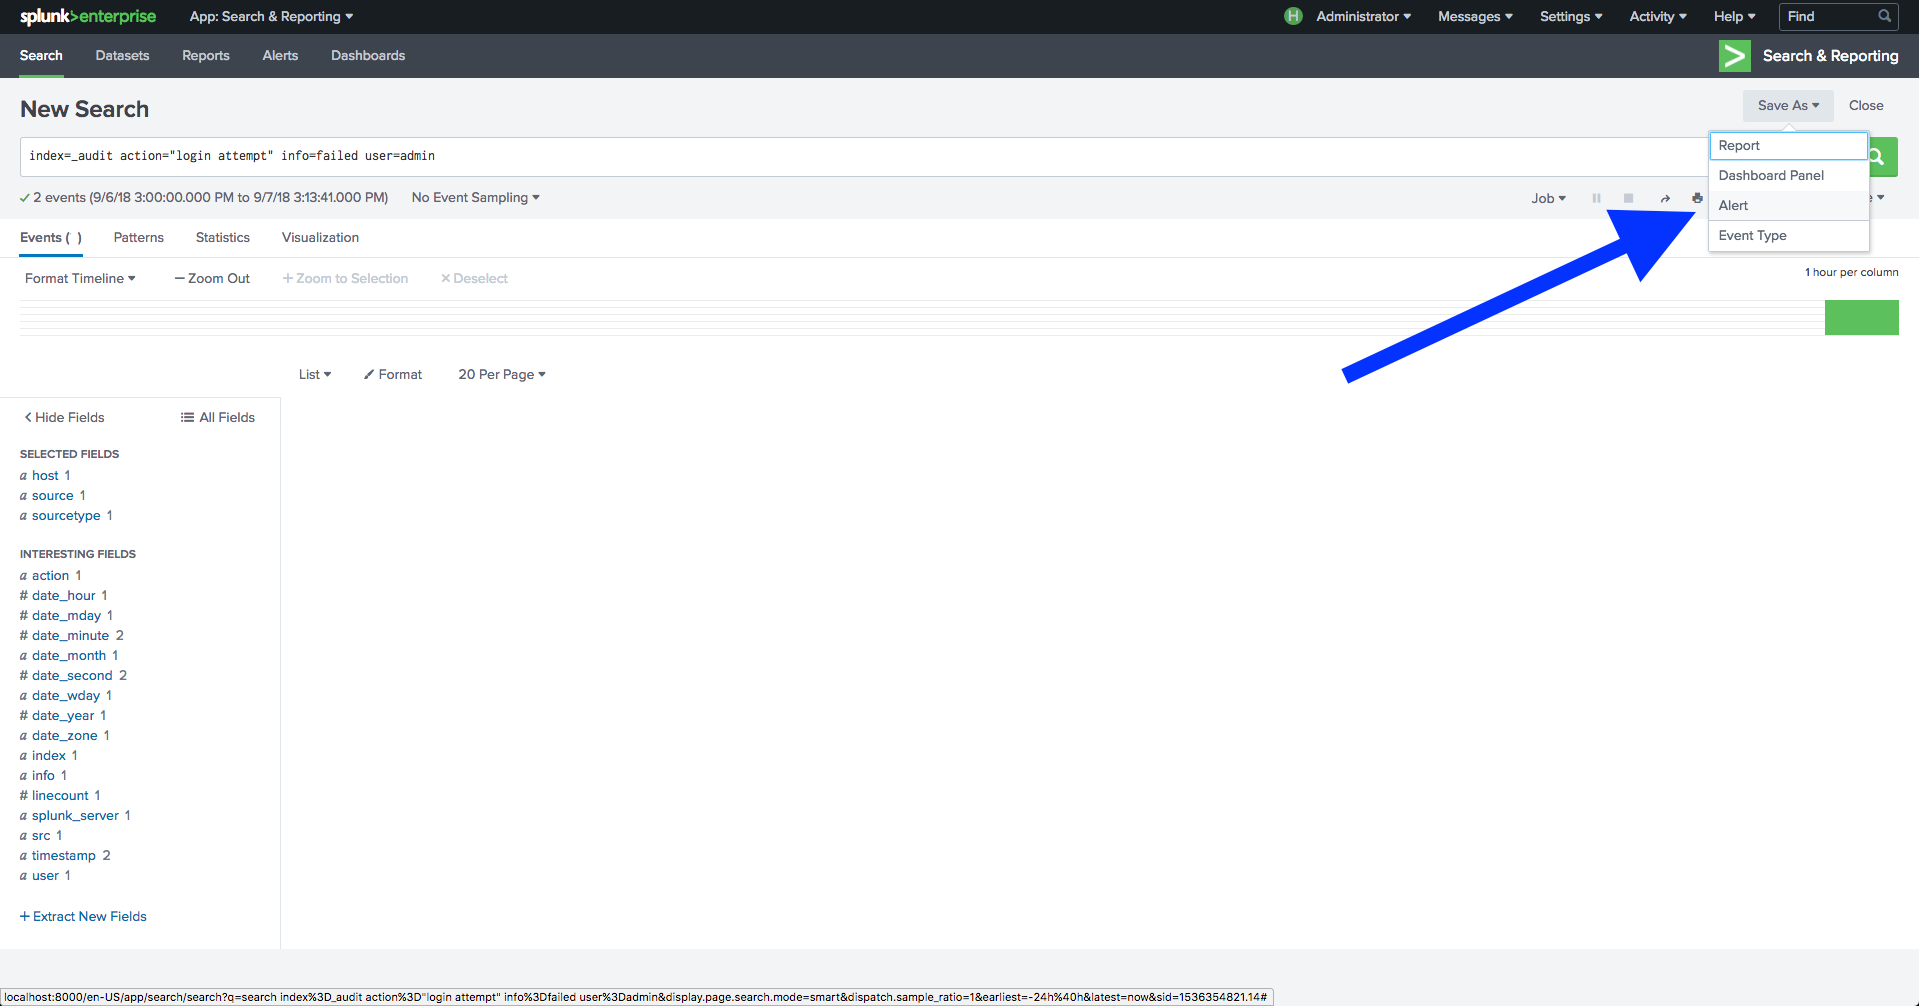 splunk>enterprise App: Search & Reporting H Administrator Messages Settings Activity Help Find
Search Datasets Reports Alerts Dashboards Search & Reporting
New Search Save As Close
index=_audit action="login attempt" info=failed user=admin
Report
Dashboard Panel
Alert
Event Type
2 events (9/6/18 3:00:00.000 PM to 9/7/18 3:13:41.000 PM) No Event Sampling Job
Events ( ) Patterns Statistics Visualization
Format Timeline — Zoom Out + Zoom to Selection × Deselect 1 hour per column
List Format 20 Per Page
< Hide Fields All Fields
SELECTED FIELDS
a host 1
a source 1
a sourcetype 1
INTERESTING FIELDS
a action 1
# date_hour 1
# date_mday 1
# date_minute 2
a date_month 1
# date_second 2
a date_wday 1
# date_year 1
a date_zone 1
a index 1
a info 1
# linecount 1
a splunk_server 1
a src 1
a timestamp 2
a user 1
+ Extract New Fields
localhost:8000/en-US/app/search/search?q=search index%3D_audit action%3D"login attempt" info%3Dfailed user%3Dadmin&display.page.search.mode=smart&dispatch.sample_ratio=1&earliest=-24h%40h&latest=now&sid=1536354821.14#